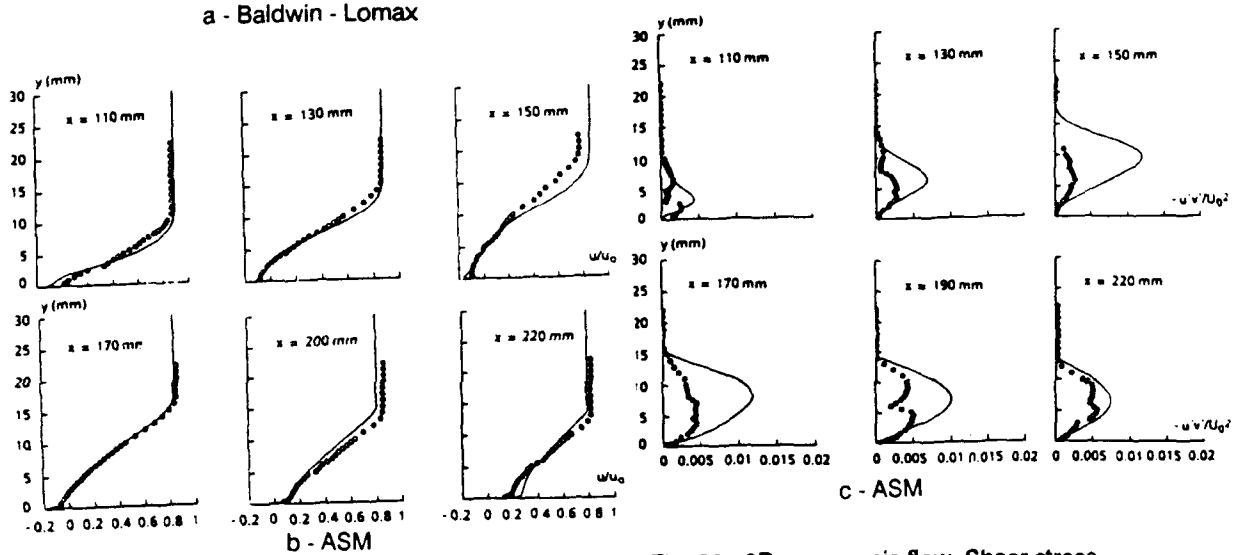 a - Baldwin - Lomax
y (mm)
30
25
20
15
10
5
0
x = 110 mm
x = 130 mm
x = 150 mm
u/u₀
y (mm)
30
25
20
15
10
5
0
x = 170 mm
x = 200 mm
x = 220 mm
u/u₀
-0.2 0 0.2 0.4 0.6 0.8 1
-0.2 0 0.2 0.4 0.6 0.8 1
-0.2 0 0.2 0.4 0.6 0.8 1
b - ASM
y (mm)
30
25
20
15
10
5
0
x = 110 mm
x = 130 mm
x = 150 mm
- u'v'/U₀²
y (mm)
30
25
20
15
10
5
0
x = 170 mm
x = 190 mm
x = 220 mm
- u'v'/U₀²
0 0.005 0.01 0.02
0 0.005 0.01 0.015 0.02
0 0.005 0.01 0.02
c - ASM
flow. Shear stress